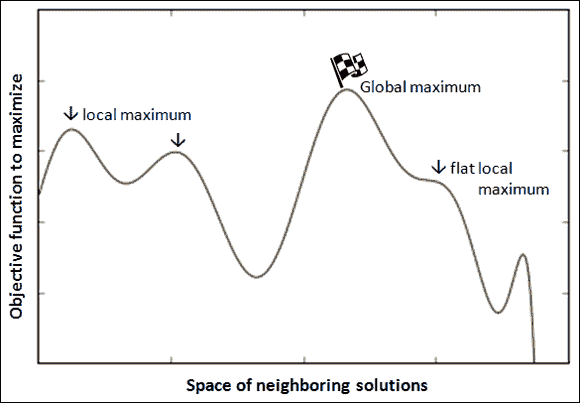 Objective function to maximize
local maximum
Global maximum
flat local
maximum
Space of neighboring solutions